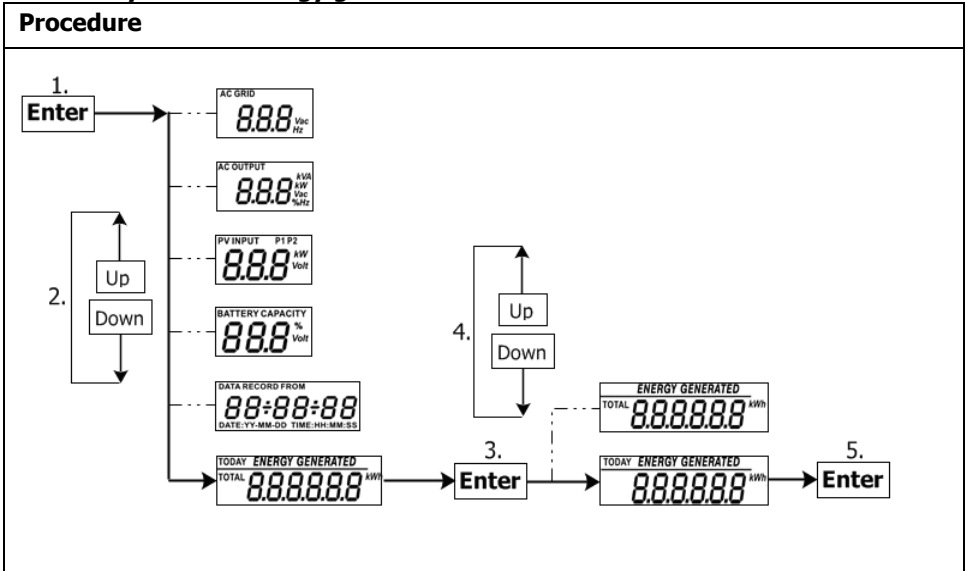 Procedure
1.
Enter
AC GRID
8.8.8 Vac
Hz
AC OUTPUT
8.8.8 kVA
kW
Vac
%Hz
PV INPUT P1 P2
8.8.8 kW
Volt
2.
Up
Down
BATTERY CAPACITY
88.8 %
Volt
DATA RECORD FROM
88:88:88
DATE:YY-MM-DD TIME:HH:MM:SS
TODAY ENERGY GENERATED
TOTAL 8.8.8.8.8.8 kWh
3.
Enter
4.
Up
Down
ENERGY GENERATED
TOTAL 8.8.8.8.8.8 kWh
TODAY ENERGY GENERATED
8.8.8.8.8.8 kWh
5.
Enter